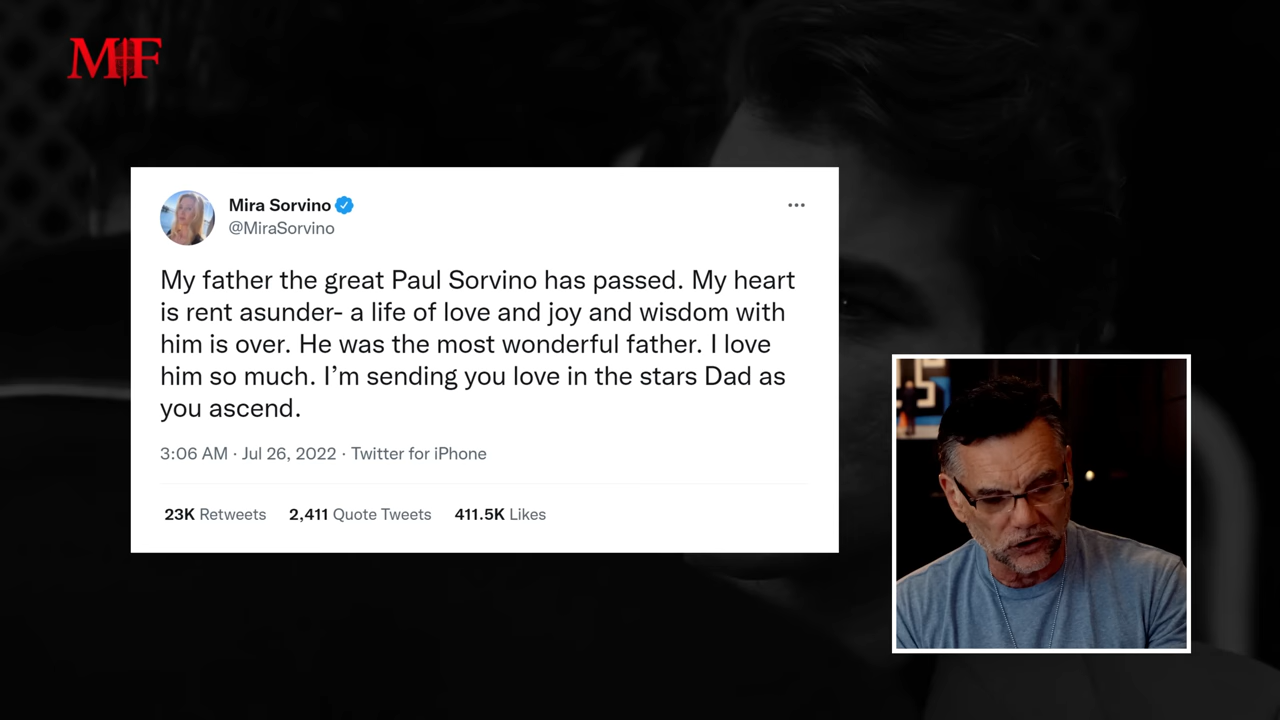 M F
Mira Sorvino
@MiraSorvino
My father the great Paul Sorvino has passed. My heart
is rent asunder- a life of love and joy and wisdom with
him is over. He was the most wonderful father. I love
him so much. I’m sending you love in the stars Dad as
you ascend.
3:06 AM · Jul 26, 2022 · Twitter for iPhone
23K Retweets 2,411 Quote Tweets 411.5K Likes